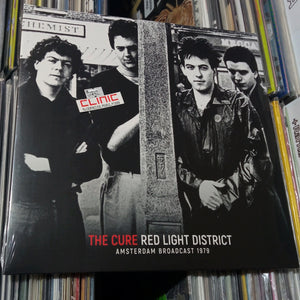 HEMIST
CLINIC
THE CURE RED LIGHT DISTRICT
AMSTERDAM BROADCAST 1979